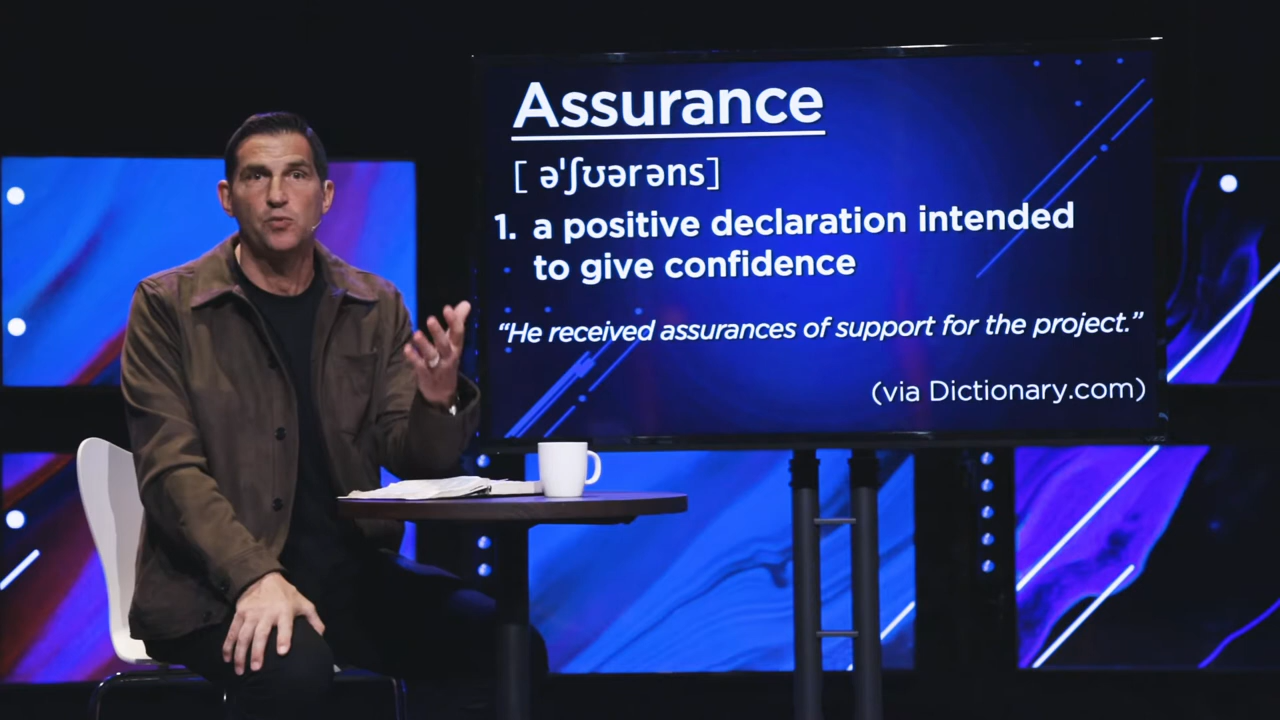 Assurance
[ əˈʃʊərəns]
1. a positive declaration intended
to give confidence
“He received assurances of support for the project.”
(via Dictionary.com)